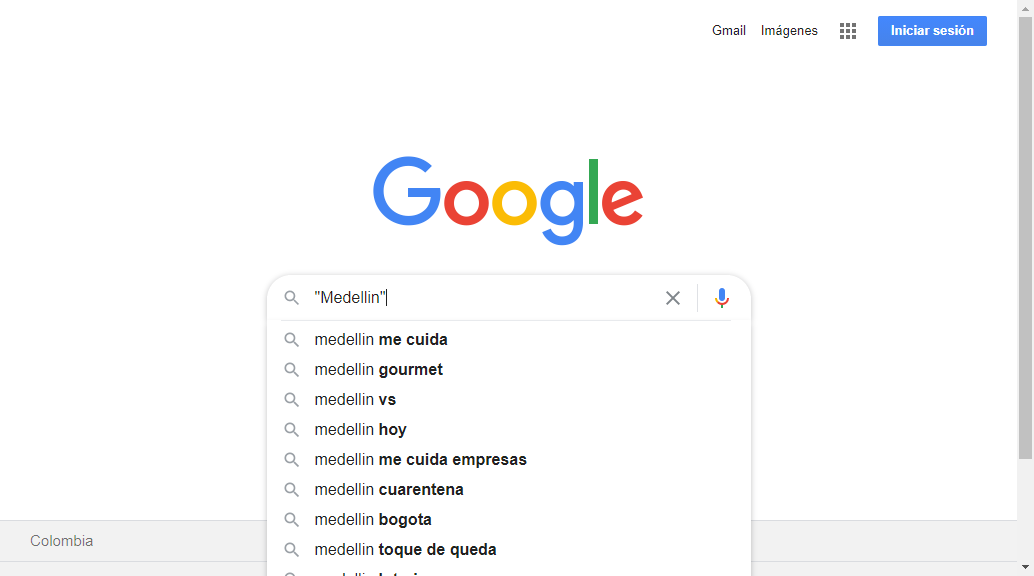 Gmail Imágenes Iniciar sesión
Google
"Medellin"
medellin me cuida
medellin gourmet
medellin vs
medellin hoy
medellin me cuida empresas
medellin cuarentena
medellin bogota
Colombia
medellin toque de queda